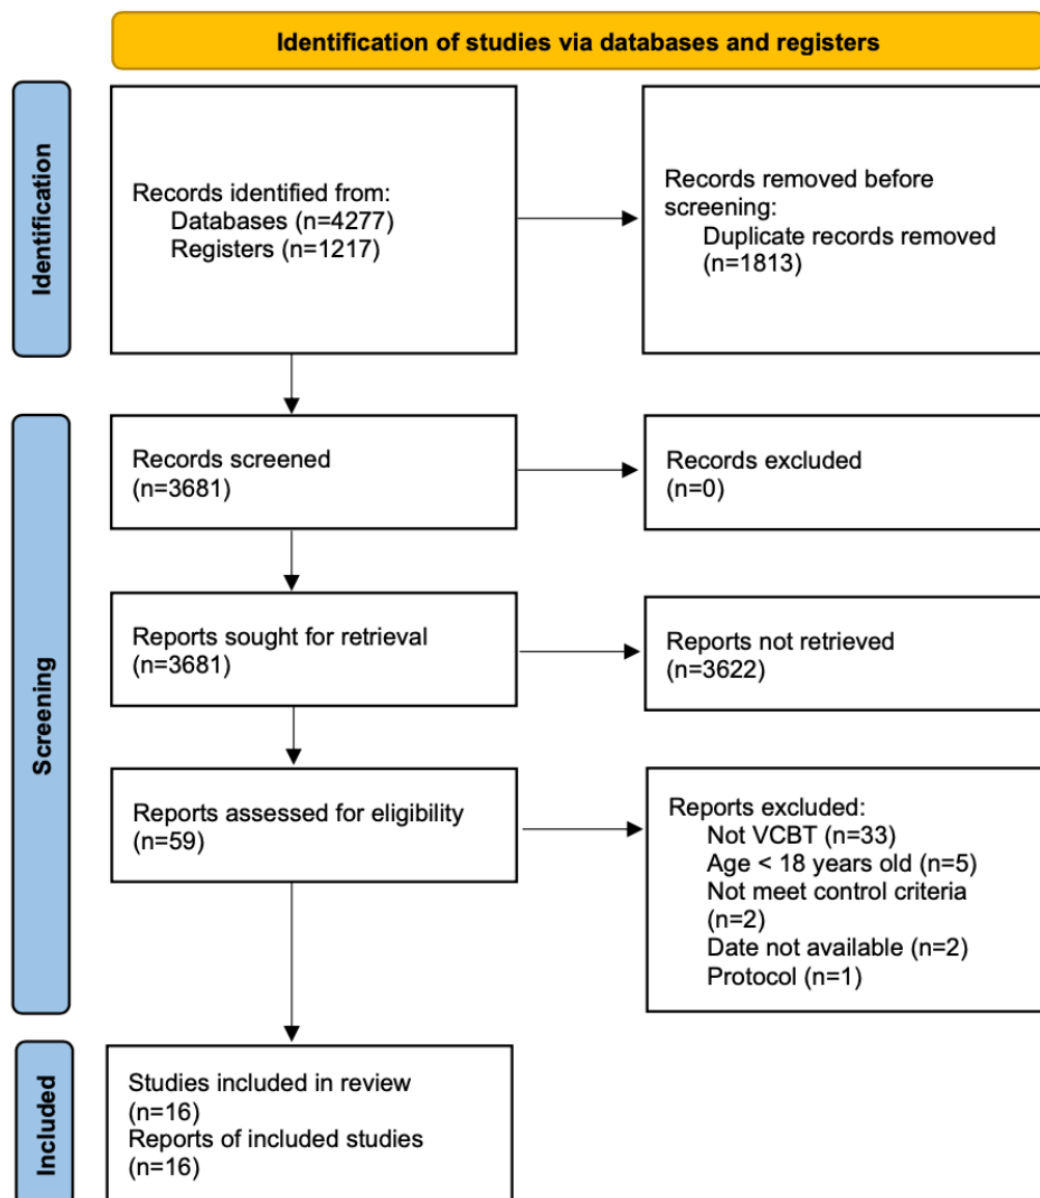 Identification of studies via databases and registers
Identification
Records identified from:
Databases (n=4277)
Registers (n=1217)
Records removed before
screening:
Duplicate records removed
(n=1813)
Screening
Records screened
(n=3681)
Records excluded
(n=0)
Reports sought for retrieval
(n=3681)
Reports not retrieved
(n=3622)
Reports assessed for eligibility
(n=59)
Reports excluded:
Not VCBT (n=33)
Age < 18 years old (n=5)
Not meet control criteria
(n=2)
Date not available (n=2)
Protocol (n=1)
Included
Studies included in review
(n=16)
Reports of included studies
(n=16)